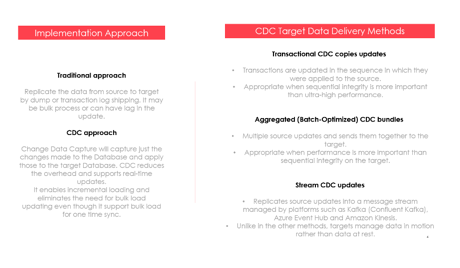 Implementation Approach
Traditional approach
Replicate the data from source to target
by dump or transaction log shipping. It may
be bulk process or can have lag in the
update.
CDC approach
Change Data Capture will capture just the
changes made to the Database and apply
those to the target Database. CDC reduces
the overhead and supports real-time
updates.
It enables incremental loading and
eliminates the need for bulk load
updating even though it support bulk load
for one time sync.
CDC Target Data Delivery Methods
Transactional CDC copies updates
• Transactions are updated in the sequence in which they
were applied to the source.
• Appropriate when sequential integrity is more important
than ultra-high performance.
Aggregated (Batch-Optimized) CDC bundles
• Multiple source updates and sends them together to the
target.
• Appropriate when performance is more important than
sequential integrity on the target.
Stream CDC updates
• Replicates source updates into a message stream
managed by platforms such as Kafka (Confluent Kafka),
Azure Event Hub and Amazon Kinesis.
• Unlike in the other methods, targets manage data in motion
rather than data at rest.